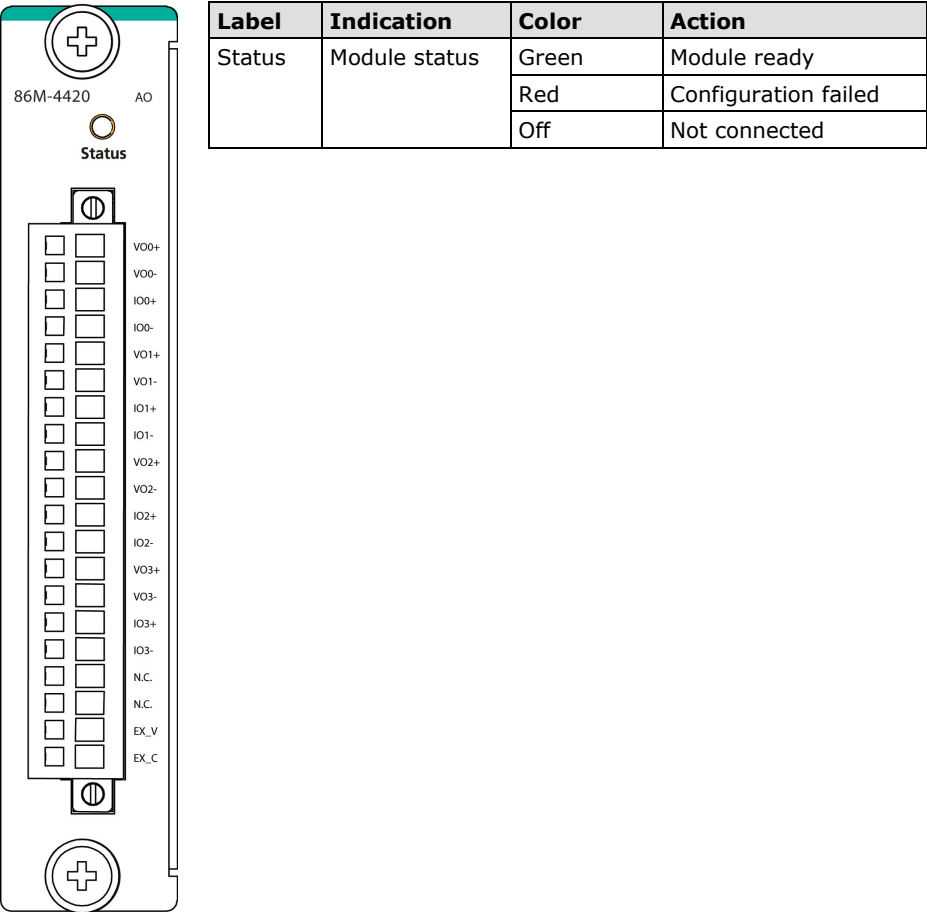 86M-4420 AO
Status
VO0+
VO0-
IO0+
IO0-
VO1+
VO1-
IO1+
IO1-
VO2+
VO2-
IO2+
IO2-
VO3+
VO3-
IO3+
IO3-
N.C.
N.C.
EX_V
EX_C
Label Indication Color Action
Status Module status Green Module ready
Red Configuration failed
Off Not connected